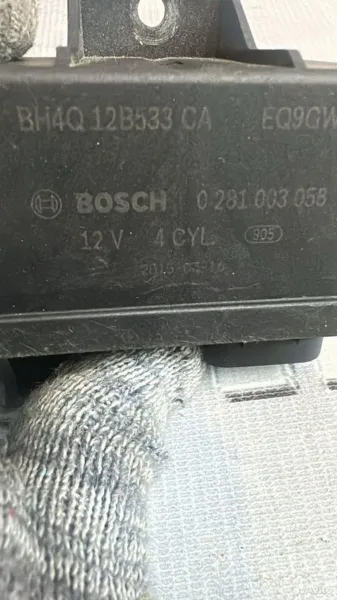 BH4Q 12B533 CA EQ9GW
BOSCH 0 281 003 058
12 V 4 CYL. 905